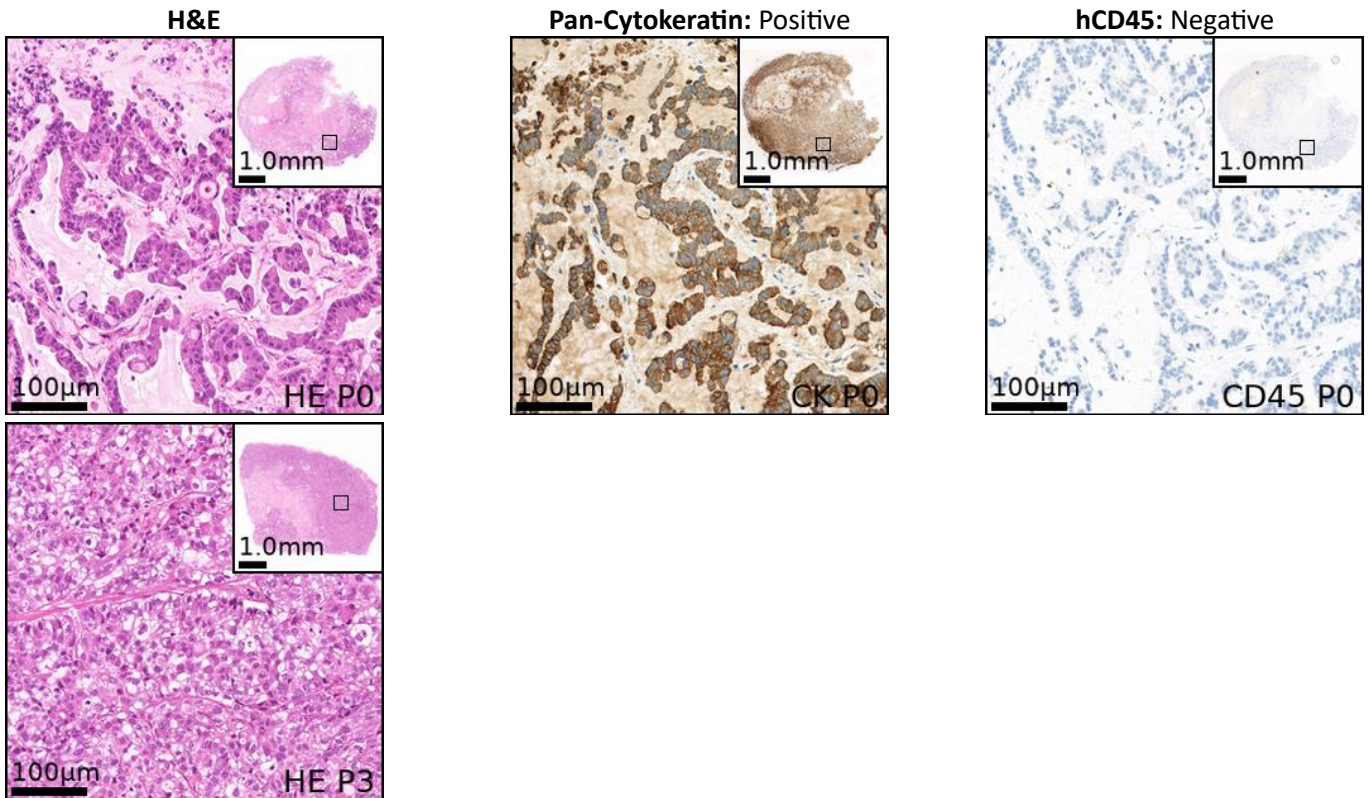 H&E
Pan-Cytokeratin: Positive
hCD45: Negative
1.0mm
100µm
HE P0
1.0mm
100µm
CK P0
1.0mm
100µm
CD45 P0
1.0mm
100µm
HE P3